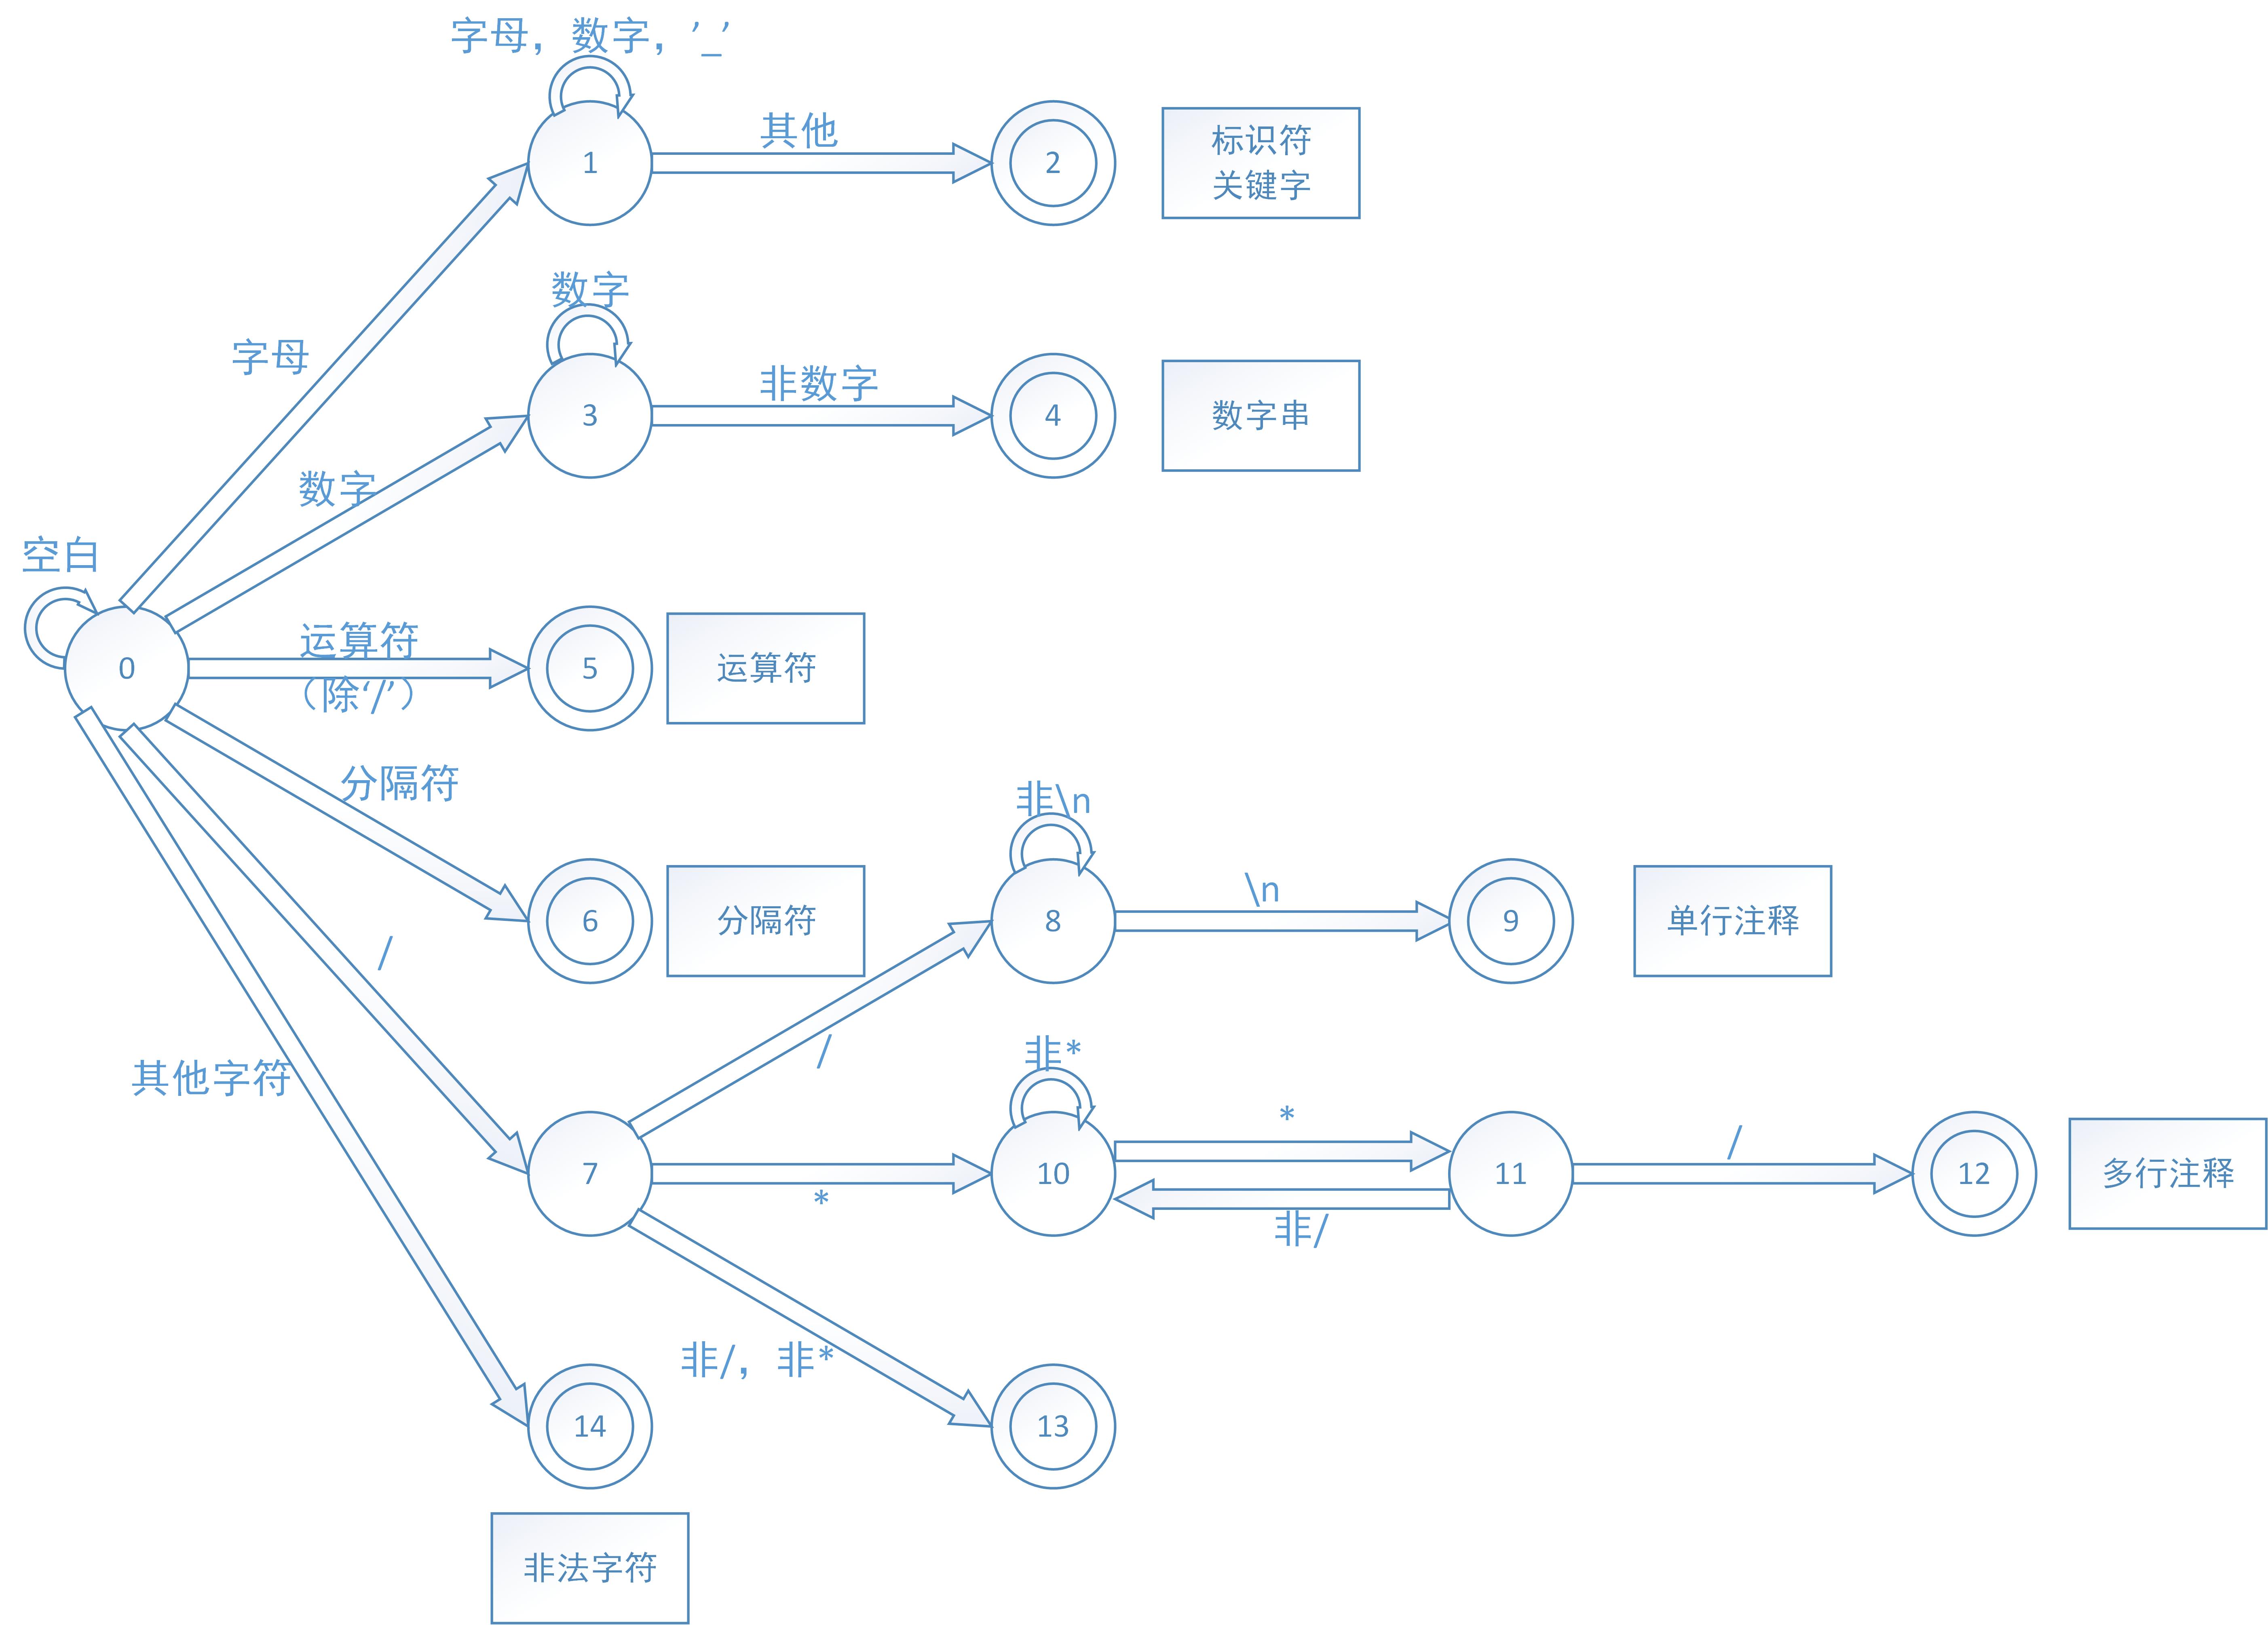 字母，数字，’_’
1
其他
2
标识符
关键字
字母
数字
3
非数字
4
数字串
数字
空白
0
运算符
（除‘/’）
5
运算符
分隔符
6
分隔符
非\n
8
\n
9
单行注释
/
/
其他字符
7
*
非*
10
*
非/
11
/
12
多行注释
非/，非*
14
13
非法字符